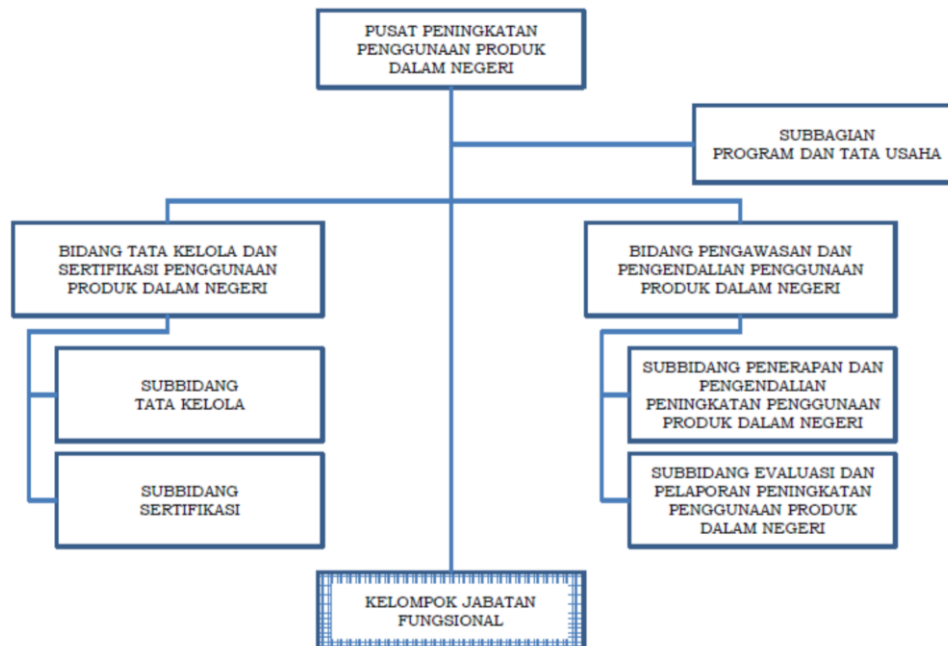 PUSAT PENINGKATAN
PENGGUNAAN PRODUK
DALAM NEGERI
SUBBAGIAN
PROGRAM DAN TATA USAHA
BIDANG TATA KELOLA DAN
SERTIFIKASI PENGGUNAAN
PRODUK DALAM NEGERI
BIDANG PENGAWASAN DAN
PENGENDALIAN PENGGUNAAN
PRODUK DALAM NEGERI
SUBBIDANG
TATA KELOLA
SUBBIDANG
SERTIFIKASI
SUBBIDANG PENERAPAN DAN
PENGENDALIAN
PENINGKATAN PENGGUNAAN
PRODUK DALAM NEGERI
SUBBIDANG EVALUASI DAN
PELAPORAN PENINGKATAN
PENGGUNAAN PRODUK
DALAM NEGERI
KELOMPOK JABATAN
FUNGSIONAL